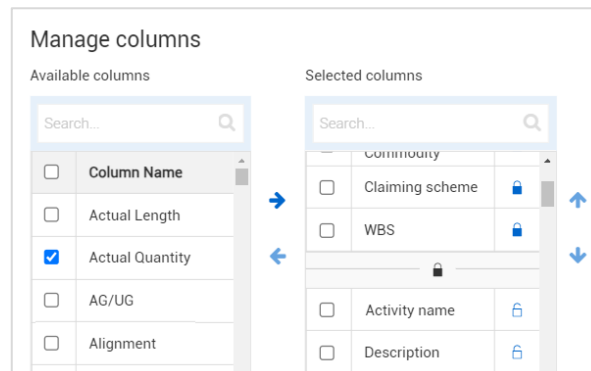 Manage columns
Available columns
Selected columns
Search...
Search...
Column Name
Actual Length
Actual Quantity
AG/UG
Alignment
Commodity
Claiming scheme
WBS
Activity name
Description